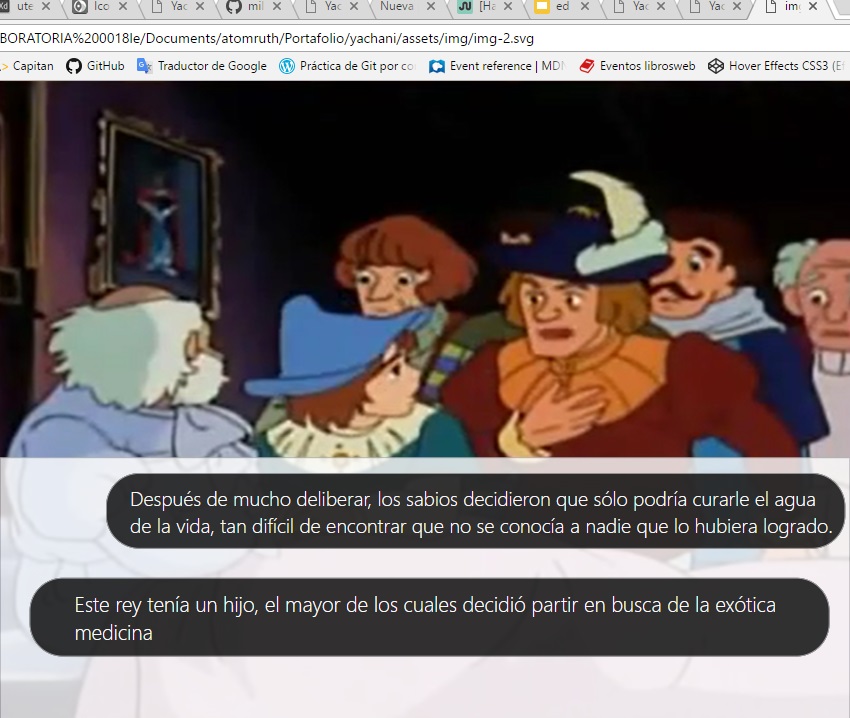 ute
Ico
Yac
mil
Yac
Nueva
[Ha
ed
Yac
Yac
im
BORATORIA%200018le/Documents/atomruth/Portafolio/yachani/assets/img/img-2.svg
Capitan GitHub Traductor de Google Práctica de Git por co Event reference | MDN Eventos librosweb Hover Effects CSS3 (E
Después de mucho deliberar, los sabios decidieron que sólo podría curarle el agua
de la vida, tan difícil de encontrar que no se conocía a nadie que lo hubiera logrado.
Este rey tenía un hijo, el mayor de los cuales decidió partir en busca de la exótica
medicina